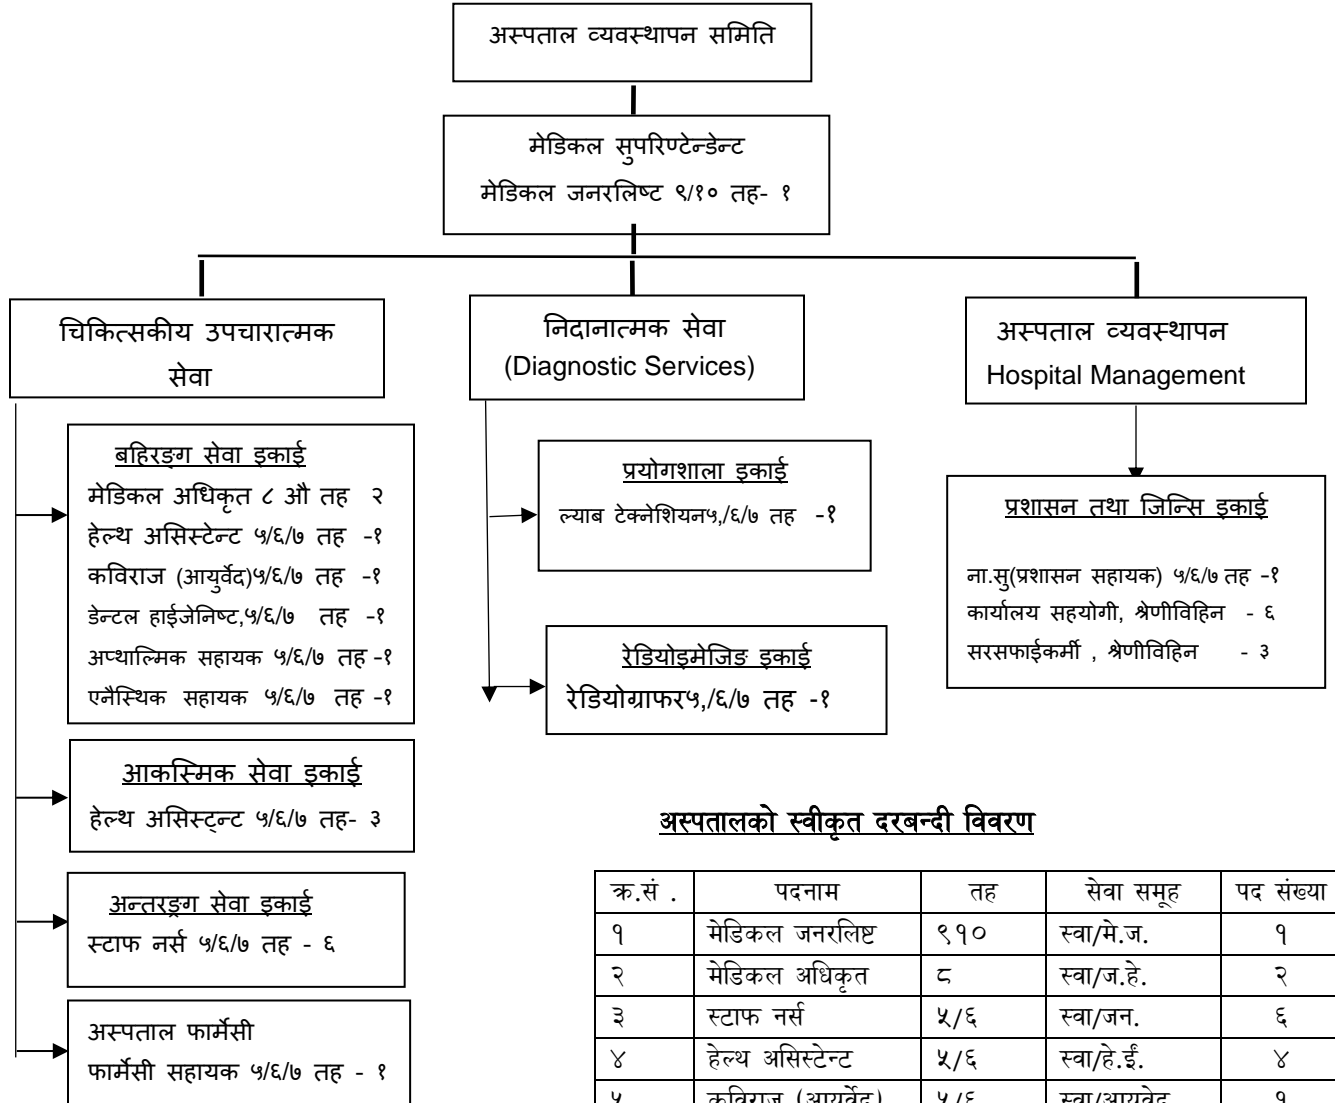 अस्पताल व्यवस्थापन समिति
मेडिकल सुपरिण्टेन्डेन्ट
मेडिकल जनरलिष्ट ९/१० तह- १
चिकित्सकीय उपचारात्मक
सेवा
निदानात्मक सेवा
(Diagnostic Services)
अस्पताल व्यवस्थापन
Hospital Management
बहिरङ्ग सेवा इकाई
मेडिकल अधिकृत ८ औ तह २
हेल्थ असिस्टेन्ट ५/६/७ तह -१
कविराज (आयुर्वेद)५/६/७ तह -१
डेन्टल हाईजेनिष्ट,५/६/७ तह -१
अप्थाल्मिक सहायक ५/६/७ तह -१
एनैस्थिक सहायक ५/६/७ तह -१
आकस्मिक सेवा इकाई
हेल्थ असिस्ट्न्ट ५/६/७ तह- ३
अन्तरङ्ग सेवा इकाई
स्टाफ नर्स ५/६/७ तह - ६
अस्पताल फार्मेसी
फार्मेसी सहायक ५/६/७ तह - १
प्रयोगशाला इकाई
ल्याब टेक्नेशियन५,/६/७ तह -१
रेडियोइमेजिङ इकाई
रेडियोग्राफर५,/६/७ तह -१
प्रशासन तथा जिन्सि इकाई
ना.सु(प्रशासन सहायक) ५/६/७ तह -१
कार्यालय सहयोगी, श्रेणीविहिन - ६
सरसफाईकर्मी , श्रेणीविहिन - ३
अस्पतालको स्वीकृत दरबन्दी विवरण
क्र.सं . पदनाम तह सेवा समूह पद संख्या
१ मेडिकल जनरलिष्ट ९१० स्वा/मे.ज. १
२ मेडिकल अधिकृत ८ स्वा/ज.हे. २
३ स्टाफ नर्स ५/६ स्वा/जन. ६
४ हेल्थ असिस्टेन्ट ५/६ स्वा/हे.ईं. ४
५ कविराज (आयुर्वेद) ५/६ स्वा/आयुवेद १